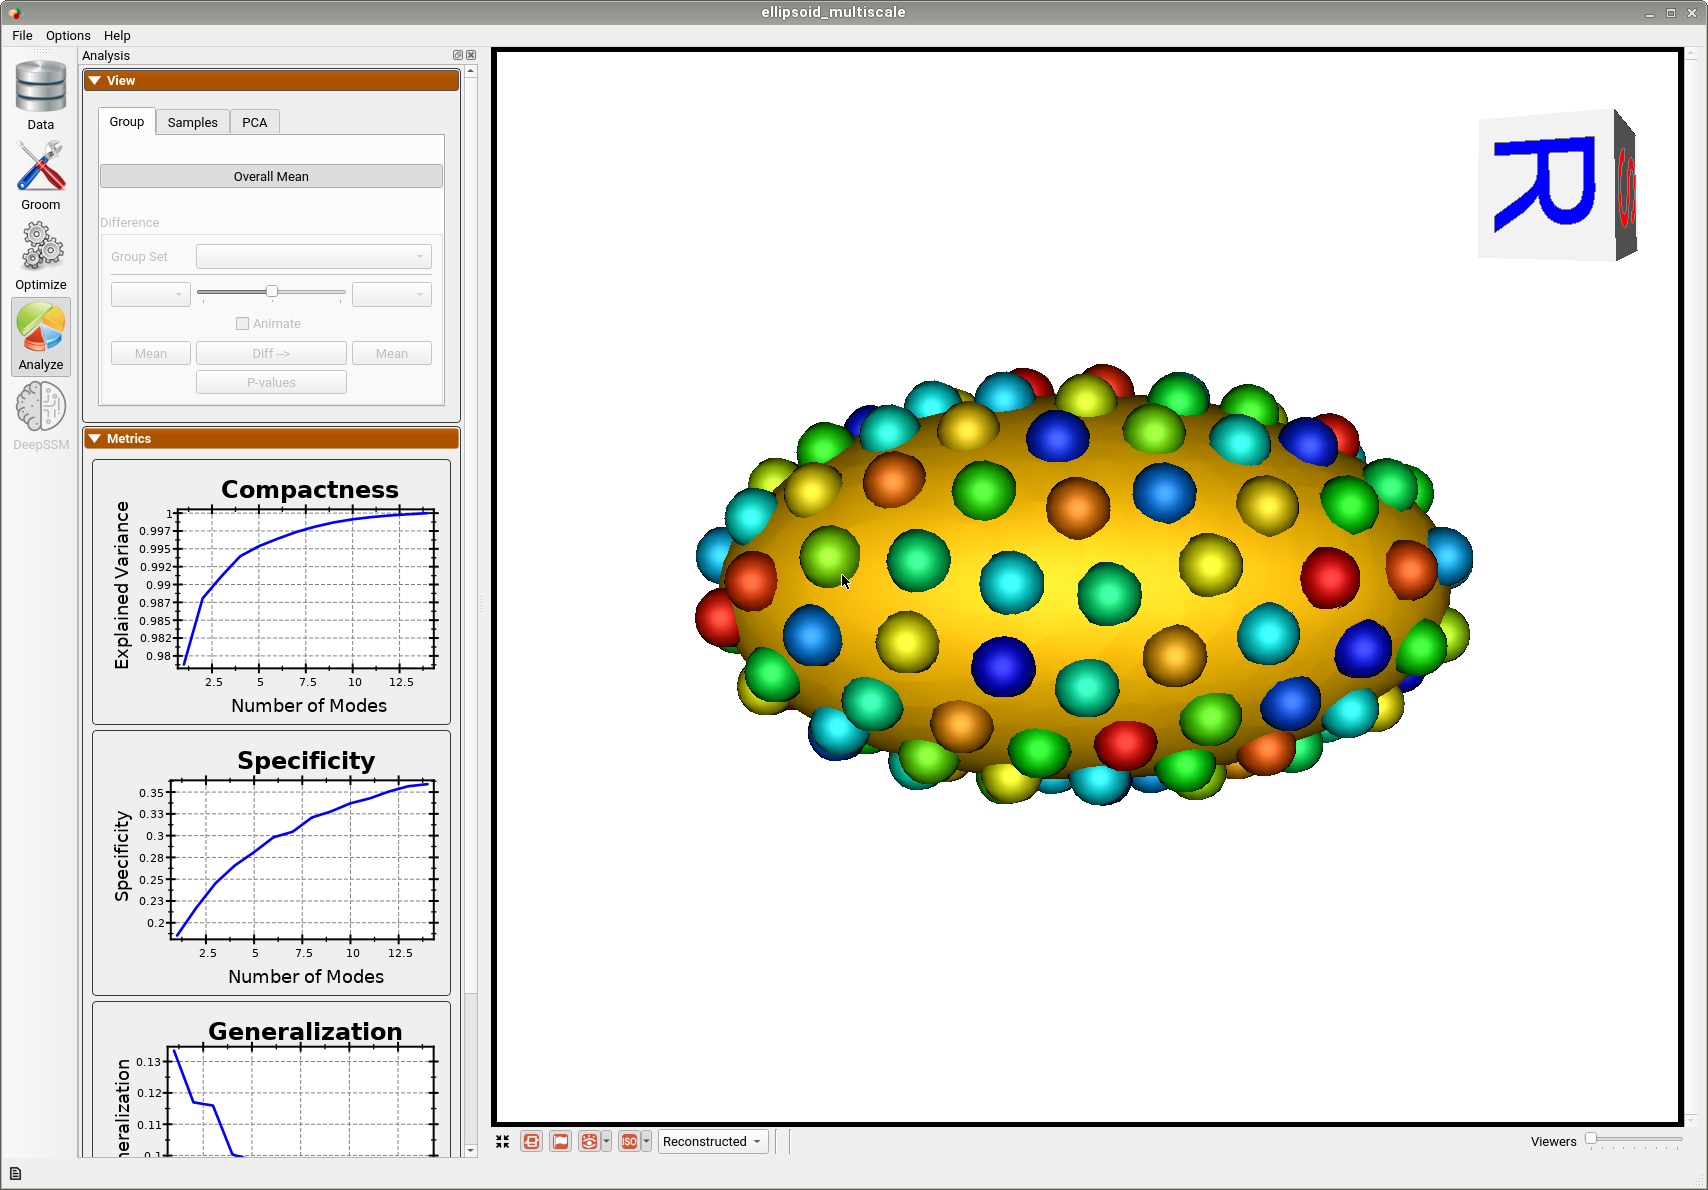 ellipsoid_multiscale
File Options Help
Analysis
Data
Groom
Optimize
Analyze
DeepSSM
View
Group Samples PCA
Overall Mean
Difference
Group Set
Animate
Mean Diff --> Mean
P-values
Metrics
Compactness
Explained Variance
1
0.997
0.995
0.992
0.99
0.987
0.985
0.982
0.98
2.5 5 7.5 10 12.5
Number of Modes
Specificity
Specificity
0.35
0.33
0.3
0.28
0.25
0.23
0.2
2.5 5 7.5 10 12.5
Number of Modes
Generalization
neralization
0.13
0.12
0.11
0.1
R
S
ISO
Reconstructed
Viewers